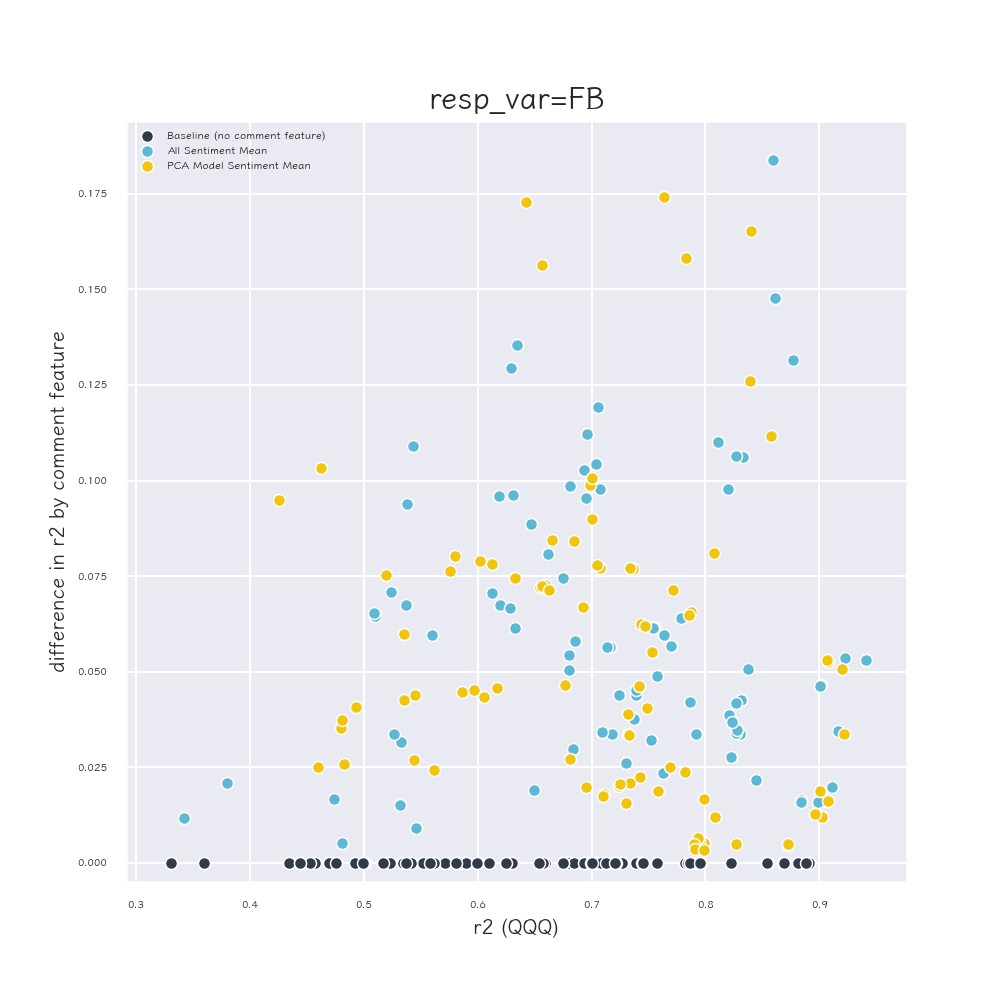 resp_var=FB
Baseline (no comment feature)
All Sentiment Mean
PCA Model Sentiment Mean
0.175
0.150
0.125
0.100
0.075
0.050
0.025
0.000
difference in r2 by comment feature
0.3 0.4 0.5 0.6 0.7 0.8 0.9
r2 (QQQ)